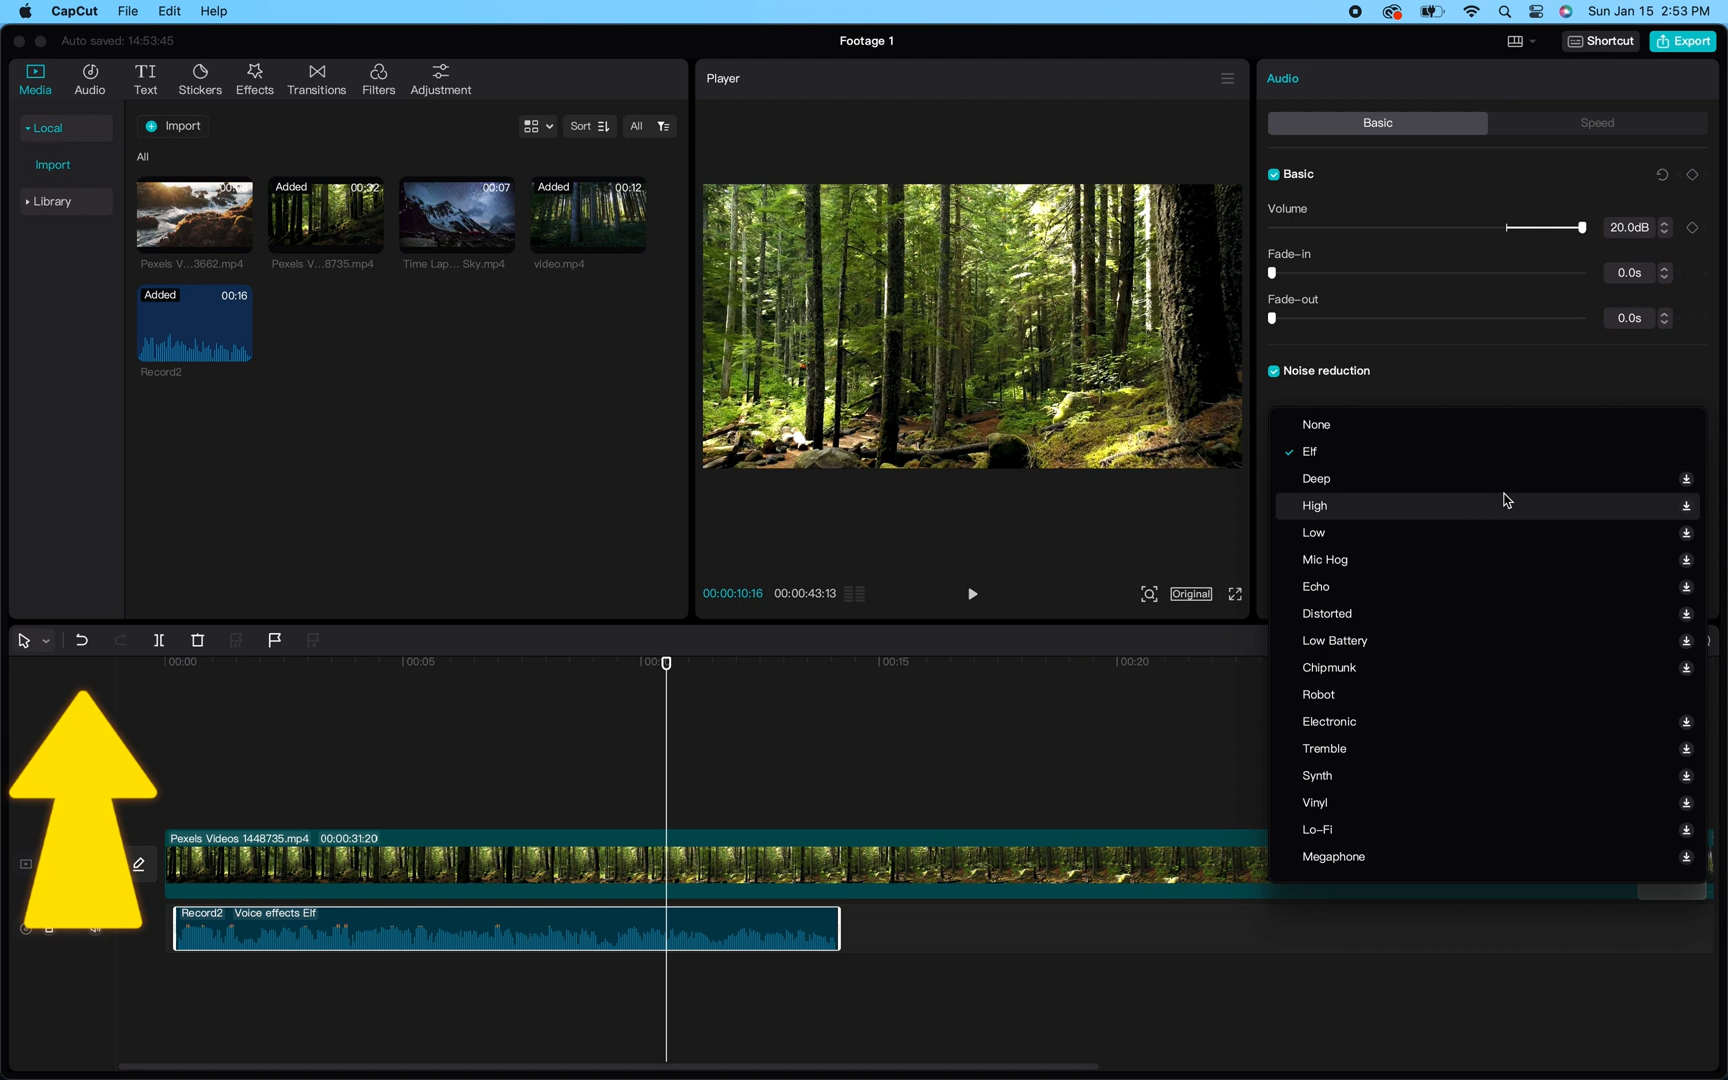 CapCut File Edit Help
Sun Jan 15 2:53 PM
Auto saved: 14:53:45
Footage 1
Shortcut
Export
Media
Audio
Text
Stickers
Effects
Transitions
Filters
Adjustment
Local
Import
Library
Import
Sort
All
All
Added 00:32
00:07
Added 00:12
Pexels V...3662.mp4
Pexels V...8735.mp4
Time Lap... Sky.mp4
video.mp4
Added 00:16
Record2
Player
00:00:10:16 00:00:43:13
Original
Audio
Basic
Speed
Basic
Volume
20.0dB
Fade-in
0.0s
Fade-out
0.0s
Noise reduction
None
Elf
Deep
High
Low
Mic Hog
Echo
Distorted
Low Battery
Chipmunk
Robot
Electronic
Tremble
Synth
Vinyl
Lo-Fi
Megaphone
00:00
00:05
00:15
00:20
Pexels Videos 1448735.mp4 00:00:31:20
Record2 Voice effects Elf